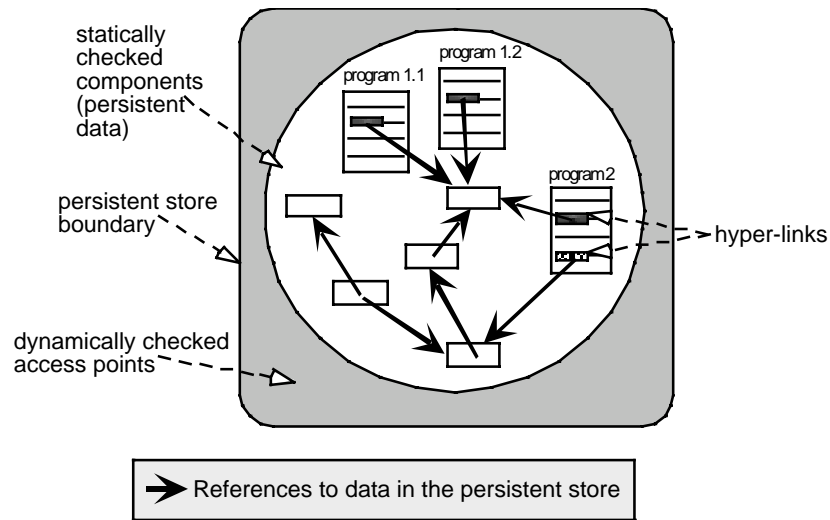 statically
checked
components
(persistent
data)
program 1.1
program 1.2
program2
persistent store
boundary
hyper-links
dynamically checked
access points
References to data in the persistent store